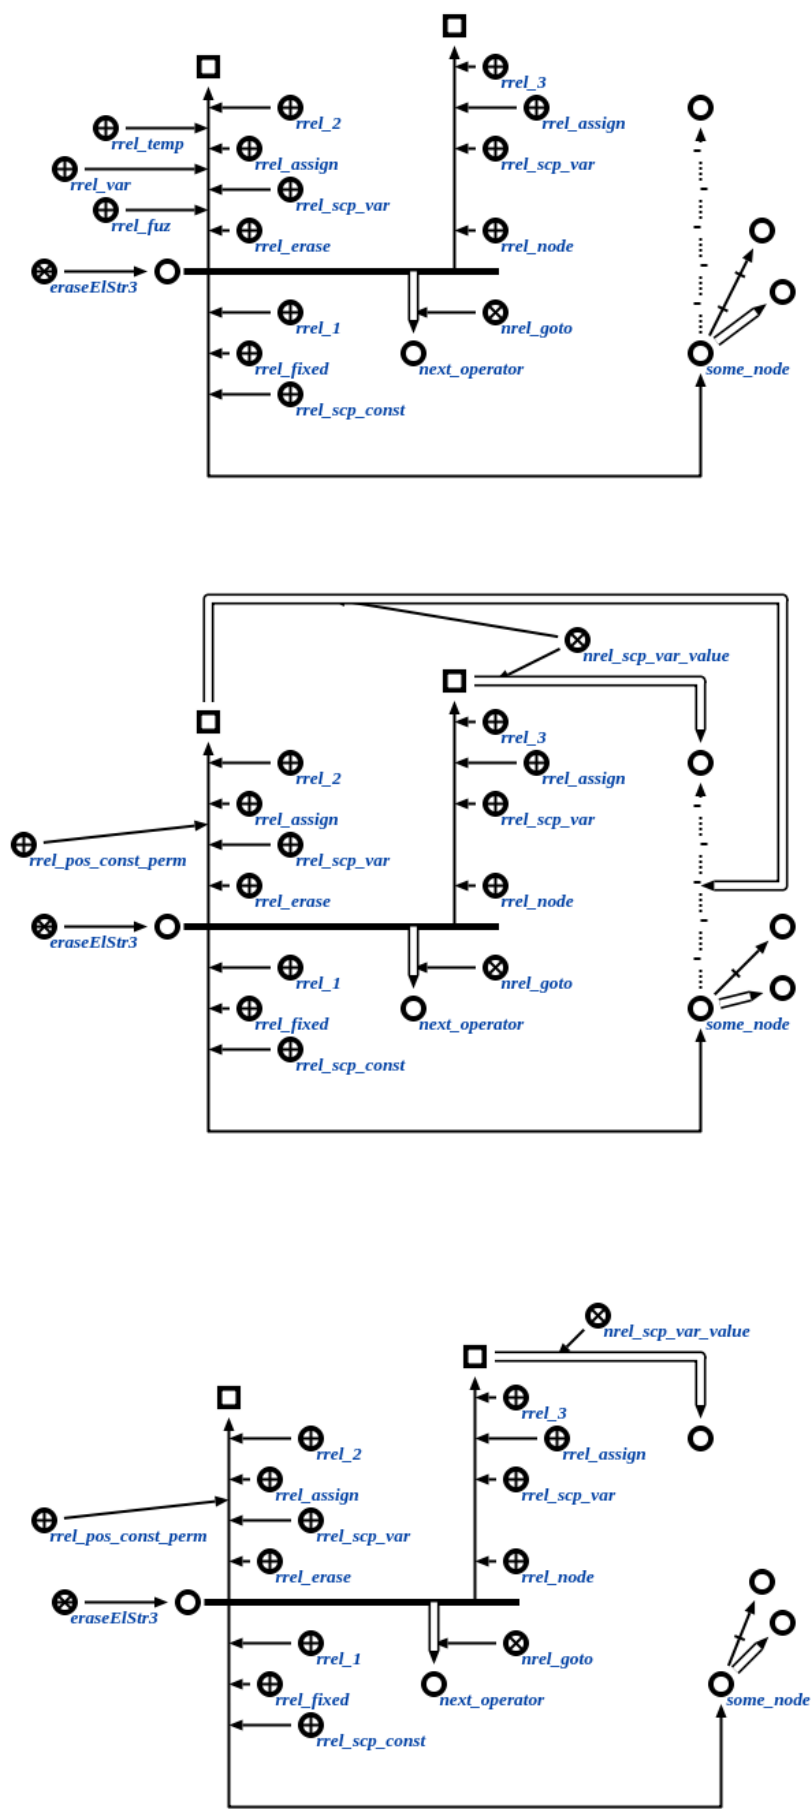 rrel_3
rrel_2
rrel_assign
rrel_temp
rrel_assign
rrel_scp_var
rrel_var
rrel_scp_var
rrel_fuz
rrel_erase
rrel_node
eraseElStr3
rrel_1
nrel_goto
rrel_fixed
next_operator
some_node
rrel_scp_const
nrel_scp_var_value
rrel_3
rrel_2
rrel_assign
rrel_assign
rrel_scp_var
rrel_pos_const_perm
rrel_scp_var
rrel_erase
rrel_node
eraseElStr3
rrel_1
nrel_goto
rrel_fixed
next_operator
some_node
rrel_scp_const
nrel_scp_var_value
rrel_3
rrel_2
rrel_assign
rrel_assign
rrel_scp_var
rrel_pos_const_perm
rrel_scp_var
rrel_erase
rrel_node
eraseElStr3
rrel_1
nrel_goto
rrel_fixed
next_operator
some_node
rrel_scp_const